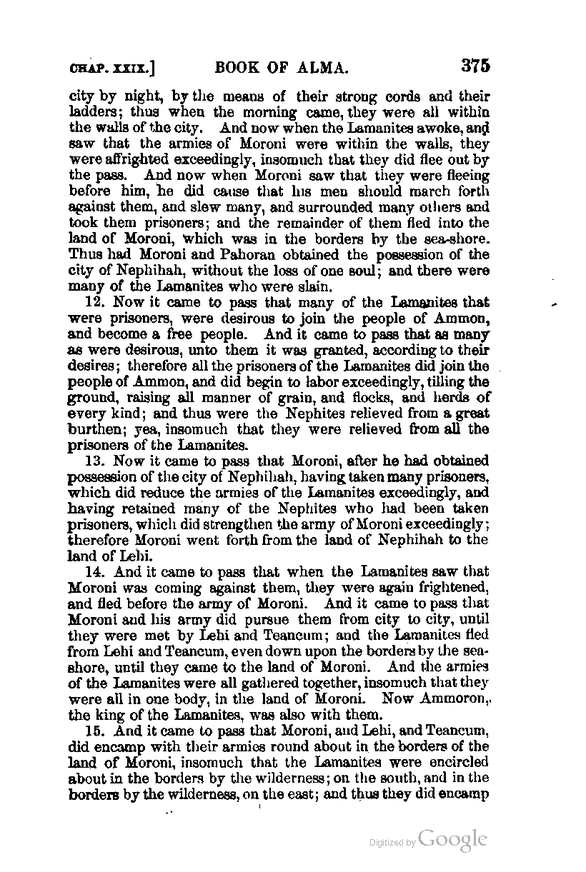 CHAP. XXIX.] BOOK OF ALMA. 375
city by night, by the means of their strong cords and their
ladders; thus when the morning came, they were all within
the walls of the city. And now when the Lamanites awoke, and
saw that the armies of Moroni were within the walls, they
were affrighted exceedingly, insomuch that they did flee out by
the pass. And now when Moroni saw that they were fleeing
before him, he did cause that his men should march forth
against them, and slew many, and surrounded many others and
took them prisoners; and the remainder of them fled into the
land of Moroni, which was in the borders by the sea-shore.
Thus had Moroni and Pahoran obtained the possession of the
city of Nephihah, without the loss of one soul; and there were
many of the Lamanites who were slain.
12. Now it came to pass that many of the Lamanites that
were prisoners, were desirous to join the people of Ammon,
and become a free people. And it came to pass that as many
as were desirous, unto them it was granted, according to their
desires; therefore all the prisoners of the Lamanites did join the
people of Ammon, and did begin to labor exceedingly, tilling the
ground, raising all manner of grain, and flocks, and herds of
every kind; and thus were the Nephites relieved from a great
burthen; yea, insomuch that they were relieved from all the
prisoners of the Lamanites.
13. Now it came to pass that Moroni, after he had obtained
possession of the city of Nephihah, having taken many prisoners,
which did reduce the armies of the Lamanites exceedingly, and
having retained many of the Nephites who had been taken
prisoners, which did strengthen the army of Moroni exceedingly;
therefore Moroni went forth from the land of Nephihah to the
land of Lehi.
14. And it came to pass that when the Lamanites saw that
Moroni was coming against them, they were again frightened,
and fled before the army of Moroni. And it came to pass that
Moroni and his army did pursue them from city to city, until
they were met by Lehi and Teancum; and the Lamanites fled
from Lehi and Teancum, even down upon the borders by the sea-
shore, until they came to the land of Moroni. And the armies
of the Lamanites were all gathered together, insomuch that they
were all in one body, in the land of Moroni. Now Ammoron,
the king of the Lamanites, was also with them.
15. And it came to pass that Moroni, and Lehi, and Teancum,
did encamp with their armies round about in the borders of the
land of Moroni, insomuch that the Lamanites were encircled
about in the borders by the wilderness; on the south, and in the
borders by the wilderness, on the east; and thus they did encamp
Digitized by Google